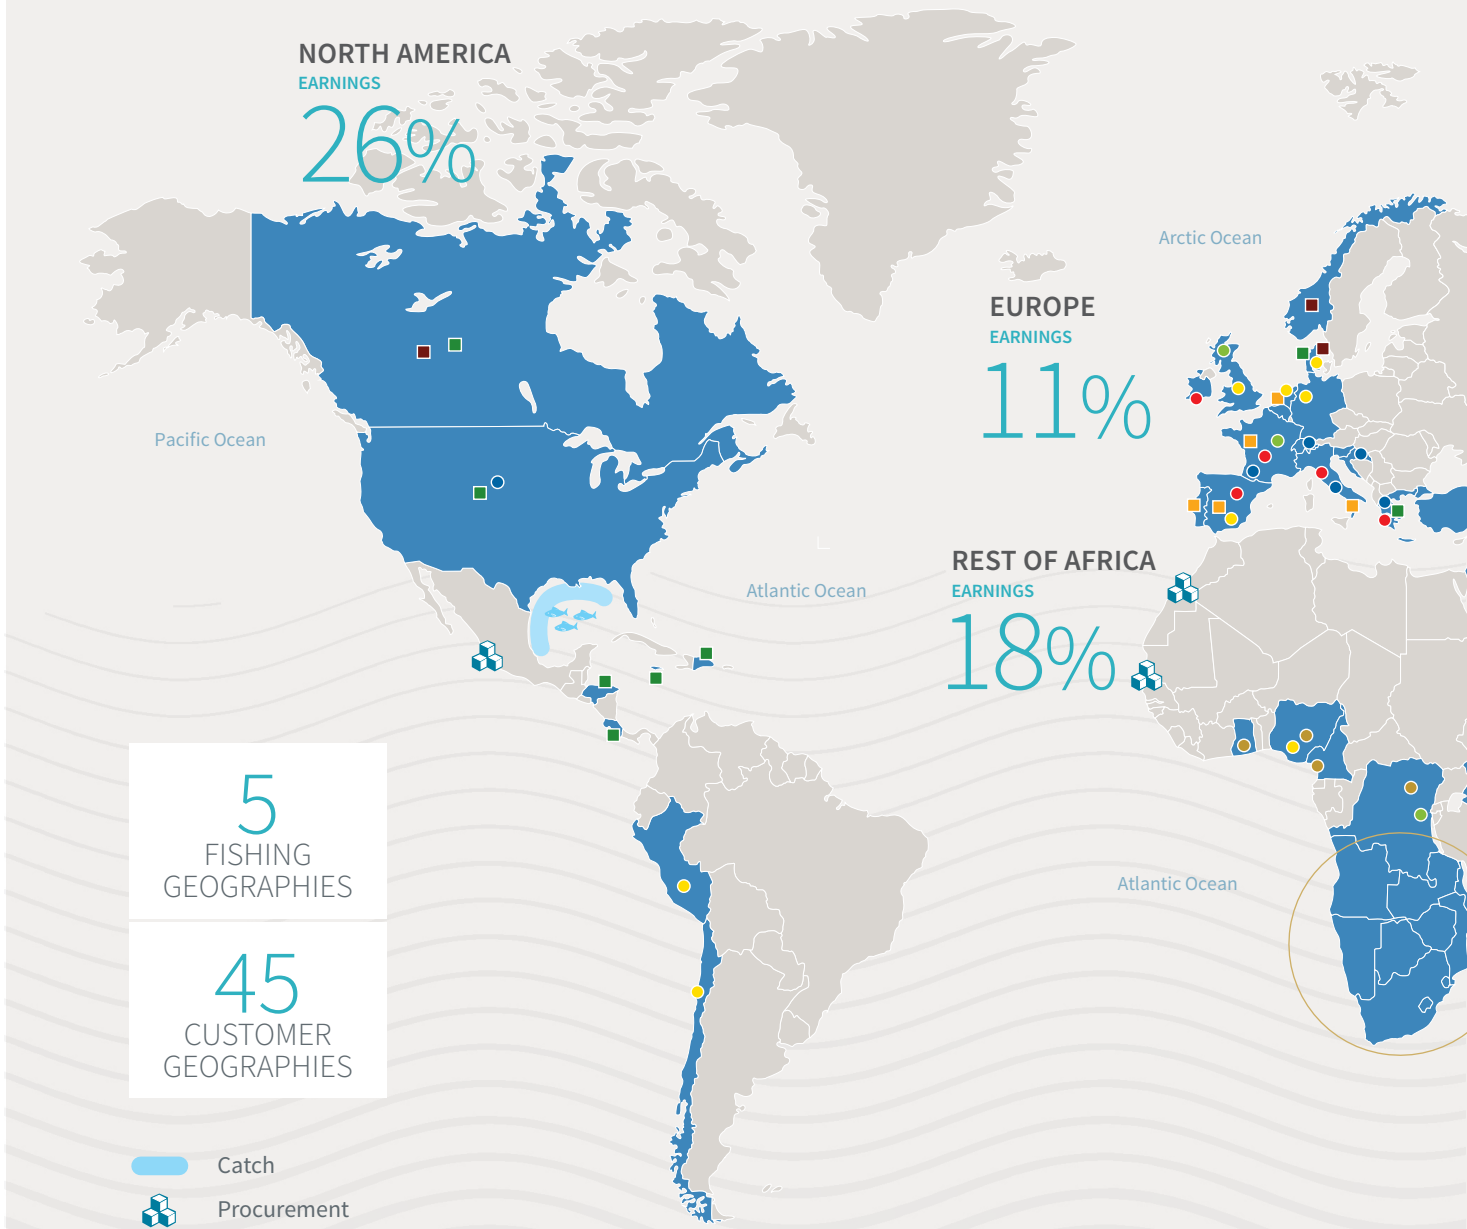 NORTH AMERICA
EARNINGS
26%
Arctic Ocean
EUROPE
EARNINGS
11%
Pacific Ocean
REST OF AFRICA
EARNINGS
18%
Atlantic Ocean
5
FISHING
GEOGRAPHIES
Atlantic Ocean
45
CUSTOMER
GEOGRAPHIES
Catch
Procurement